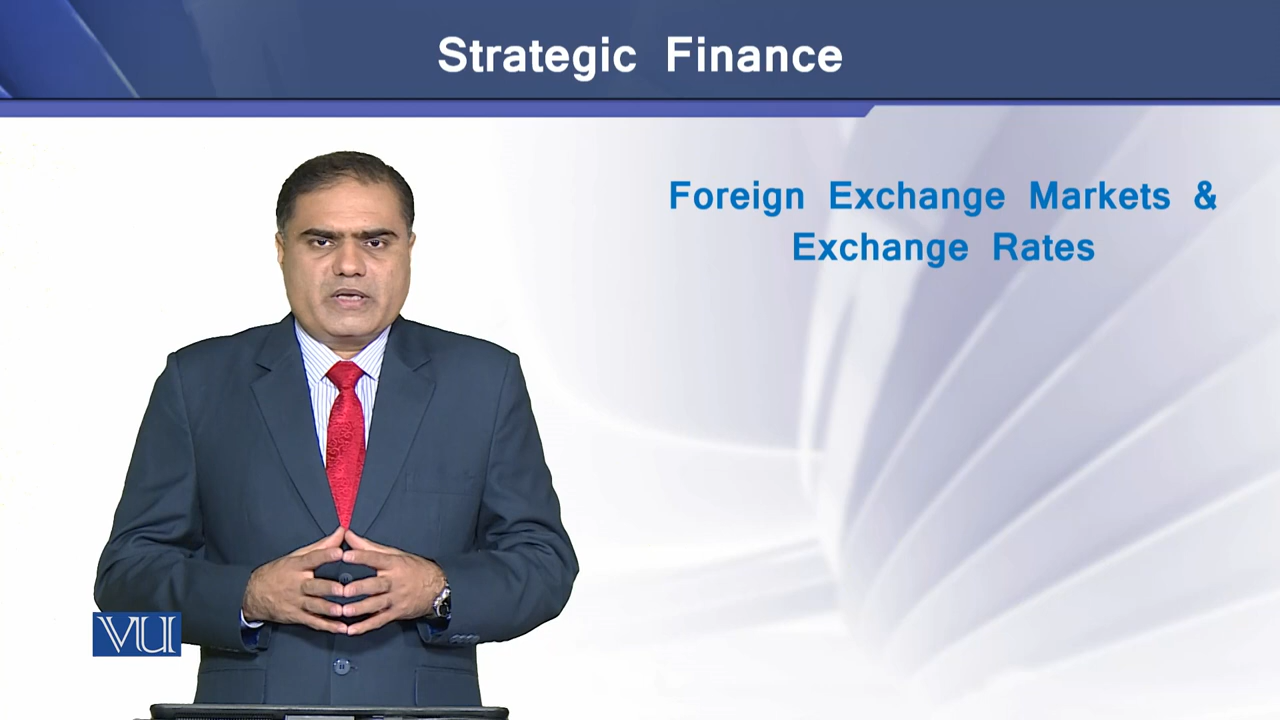 Strategic Finance
Foreign Exchange Markets &
Exchange Rates
VU